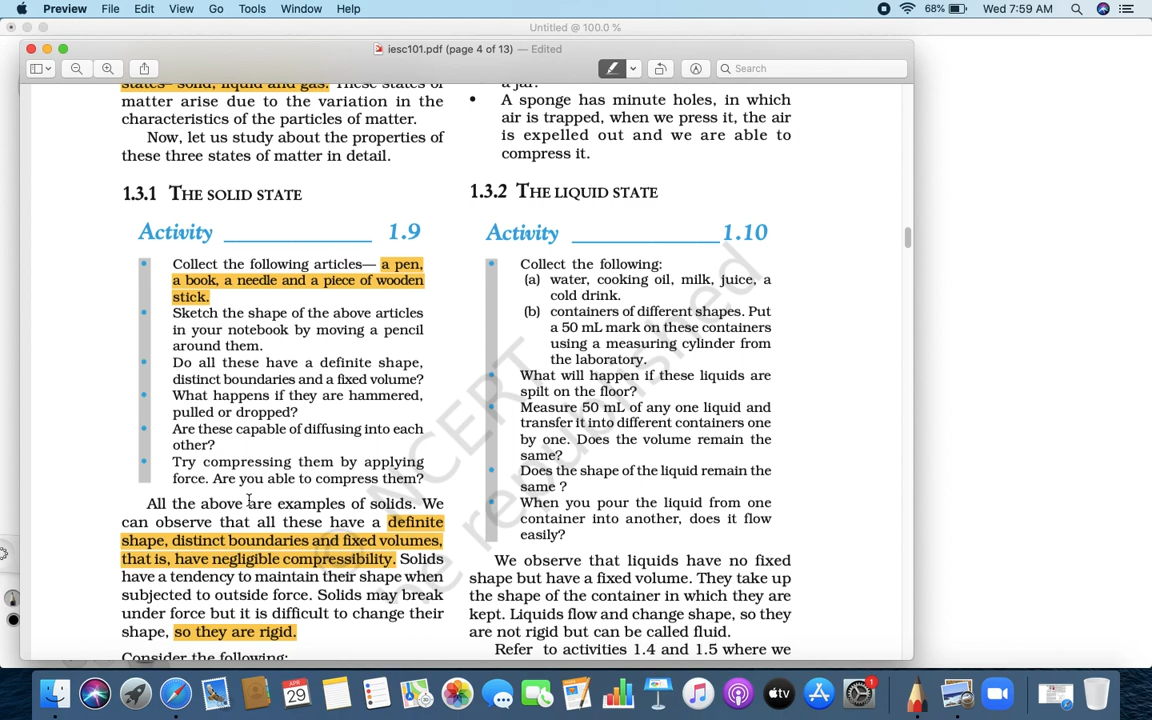 Preview File Edit View Go Tools Window Help 68% Wed 7:59 AM
Untitled @ 100.0 %
iesc101.pdf (page 4 of 13) — Edited
Search
states– solid, liquid and gas. These states of
matter arise due to the variation in the
characteristics of the particles of matter.
Now, let us study about the properties of
these three states of matter in detail.
1.3.1 THE SOLID STATE
Activity ______________ 1.9
• Collect the following articles— a pen,
a book, a needle and a piece of wooden
stick.
• Sketch the shape of the above articles
in your notebook by moving a pencil
around them.
• Do all these have a definite shape,
distinct boundaries and a fixed volume?
• What happens if they are hammered,
pulled or dropped?
• Are these capable of diffusing into each
other?
• Try compressing them by applying
force. Are you able to compress them?
All the above are examples of solids. We
can observe that all these have a definite
shape, distinct boundaries and fixed volumes,
that is, have negligible compressibility. Solids
have a tendency to maintain their shape when
subjected to outside force. Solids may break
under force but it is difficult to change their
shape, so they are rigid.
Consider the following:
a jar.
• A sponge has minute holes, in which
air is trapped, when we press it, the air
is expelled out and we are able to
compress it.
1.3.2 THE LIQUID STATE
Activity ______________ 1.10
• Collect the following:
(a) water, cooking oil, milk, juice, a
cold drink.
(b) containers of different shapes. Put
a 50 mL mark on these containers
using a measuring cylinder from
the laboratory.
• What will happen if these liquids are
spilt on the floor?
• Measure 50 mL of any one liquid and
transfer it into different containers one
by one. Does the volume remain the
same?
• Does the shape of the liquid remain the
same ?
• When you pour the liquid from one
container into another, does it flow
easily?
We observe that liquids have no fixed
shape but have a fixed volume. They take up
the shape of the container in which they are
kept. Liquids flow and change shape, so they
are not rigid but can be called fluid.
Refer to activities 1.4 and 1.5 where we
© NCERT
be republished
APR
29
tv
1